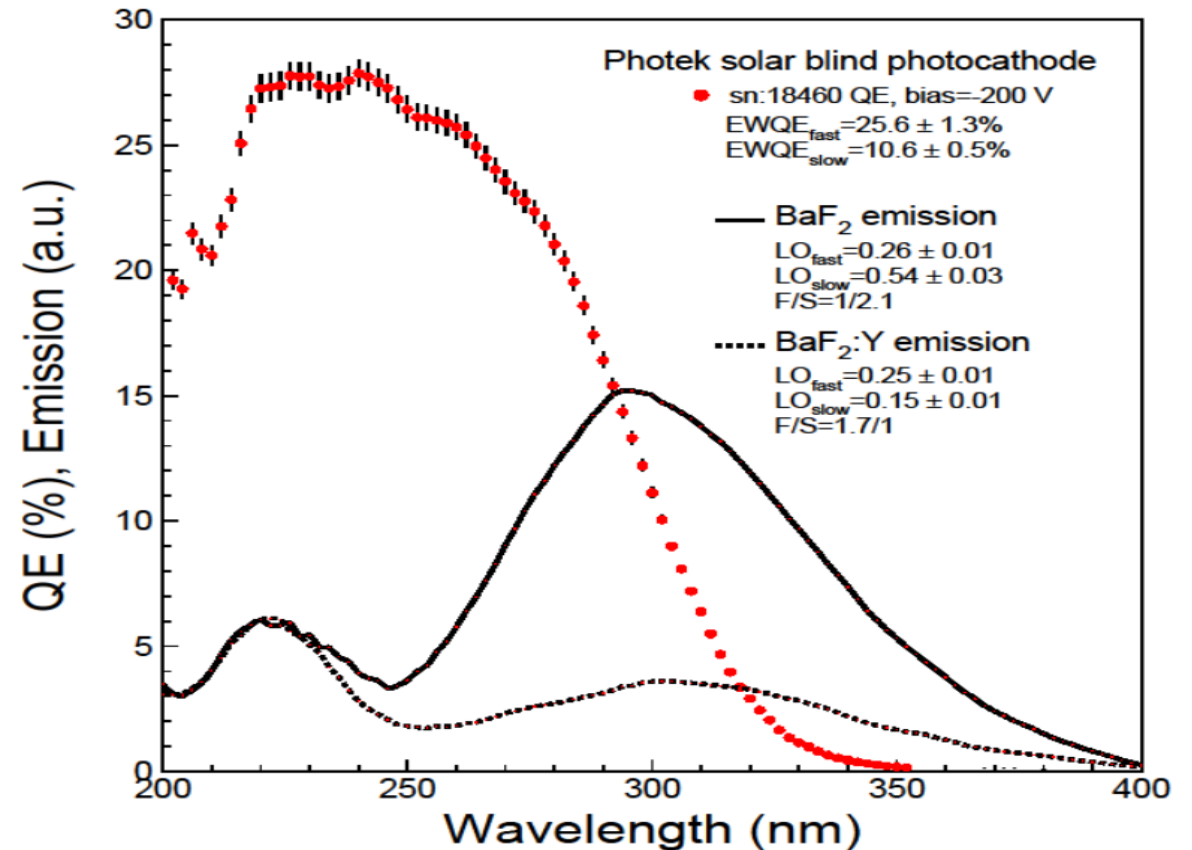 Photek solar blind photocathode
sn:18460 QE, bias=-200 V
EWQEfast=25.6 ± 1.3%
EWQEslow=10.6 ± 0.5%
BaF2 emission
LOfast=0.26 ± 0.01
LOslow=0.54 ± 0.03
F/S=1/2.1
BaF2:Y emission
LOfast=0.25 ± 0.01
LOslow=0.15 ± 0.01
F/S=1.7/1
QE (%), Emission (a.u.)
30
25
20
15
10
5
0
200 250 300 350 400
Wavelength (nm)